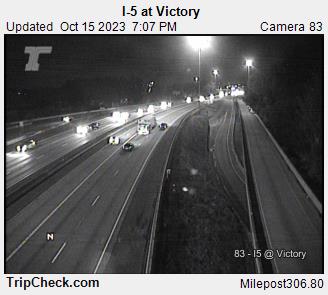 I-5 at Victory
Updated Oct 15 2023 7:07 PM Camera 83
T
N
83 - I5 @ Victory
TripCheck.com Milepost306.80